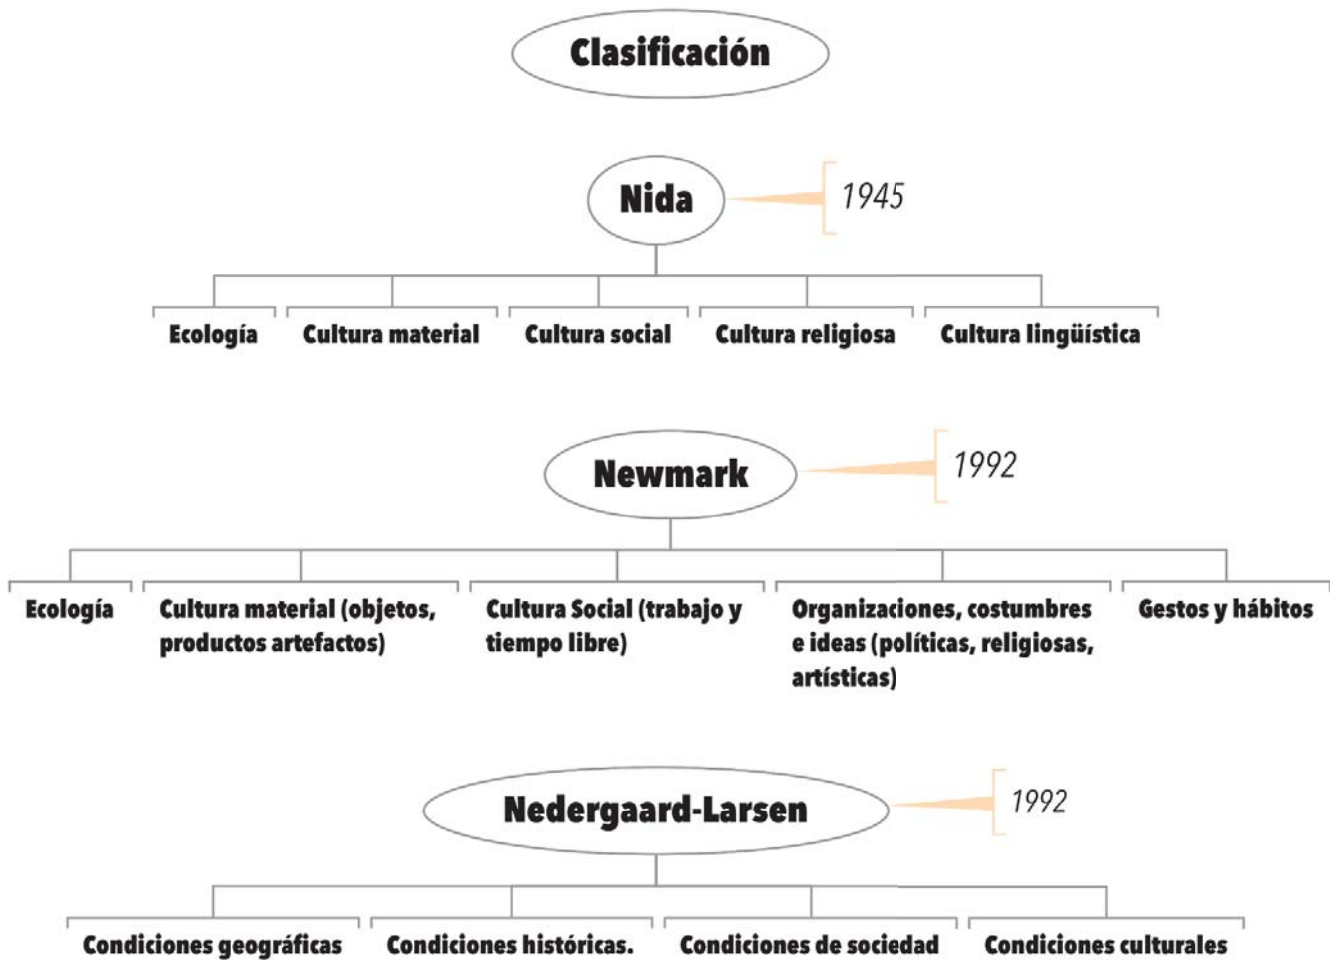 Clasificación
Nida
1945
Ecología
Cultura material
Cultura social
Cultura religiosa
Cultura lingüística
Newmark
1992
Ecología
Cultura material (objetos,
productos artefactos)
Cultura Social (trabajo y
tiempo libre)
Organizaciones, costumbres
e ideas (políticas, religiosas,
artísticas)
Gestos y hábitos
Nedergaard-Larsen
1992
Condiciones geográficas
Condiciones históricas.
Condiciones de sociedad
Condiciones culturales